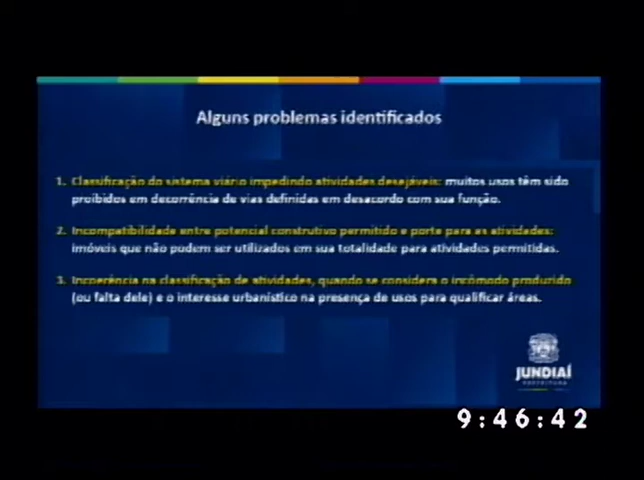 Alguns problemas identificados
1. Classificação do sistema viário impedindo atividades desejáveis: muitos usos têm sido
proibidos em decorrência de vias definidas em desacordo com sua função.
2. Incompatibilidade entre potencial construtivo permitido e porte para as atividades:
imóveis que não podem ser utilizados em sua totalidade para atividades permitidas.
3. Incoerência na classificação de atividades, quando se considera o incômodo produzido
(ou falta dele) e o interesse urbanístico na presença de usos para qualificar áreas.
JUNDIAÍ
PREFEITURA
9:46:42